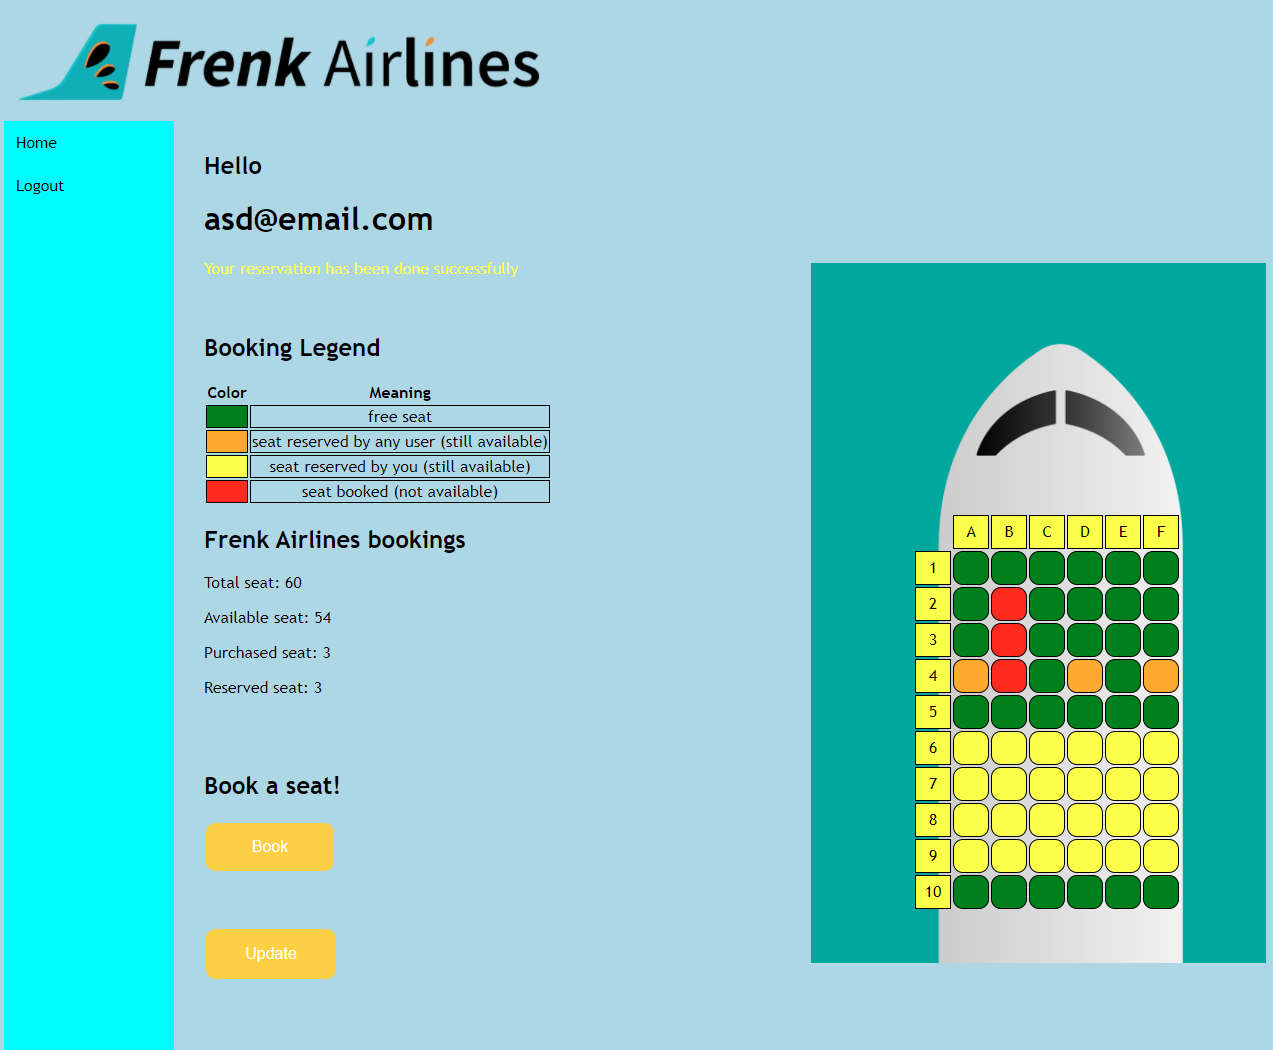 Frenk Airlines
Home
Logout
Hello
asd@email.com
Your reservation has been done successfully
Booking Legend
Color Meaning
free seat
seat reserved by any user (still available)
seat reserved by you (still available)
seat booked (not available)
Frenk Airlines bookings
Total seat: 60
Available seat: 54
Purchased seat: 3
Reserved seat: 3
Book a seat!
Book
Update
A B C D E F
1
2
3
4
5
6
7
8
9
10